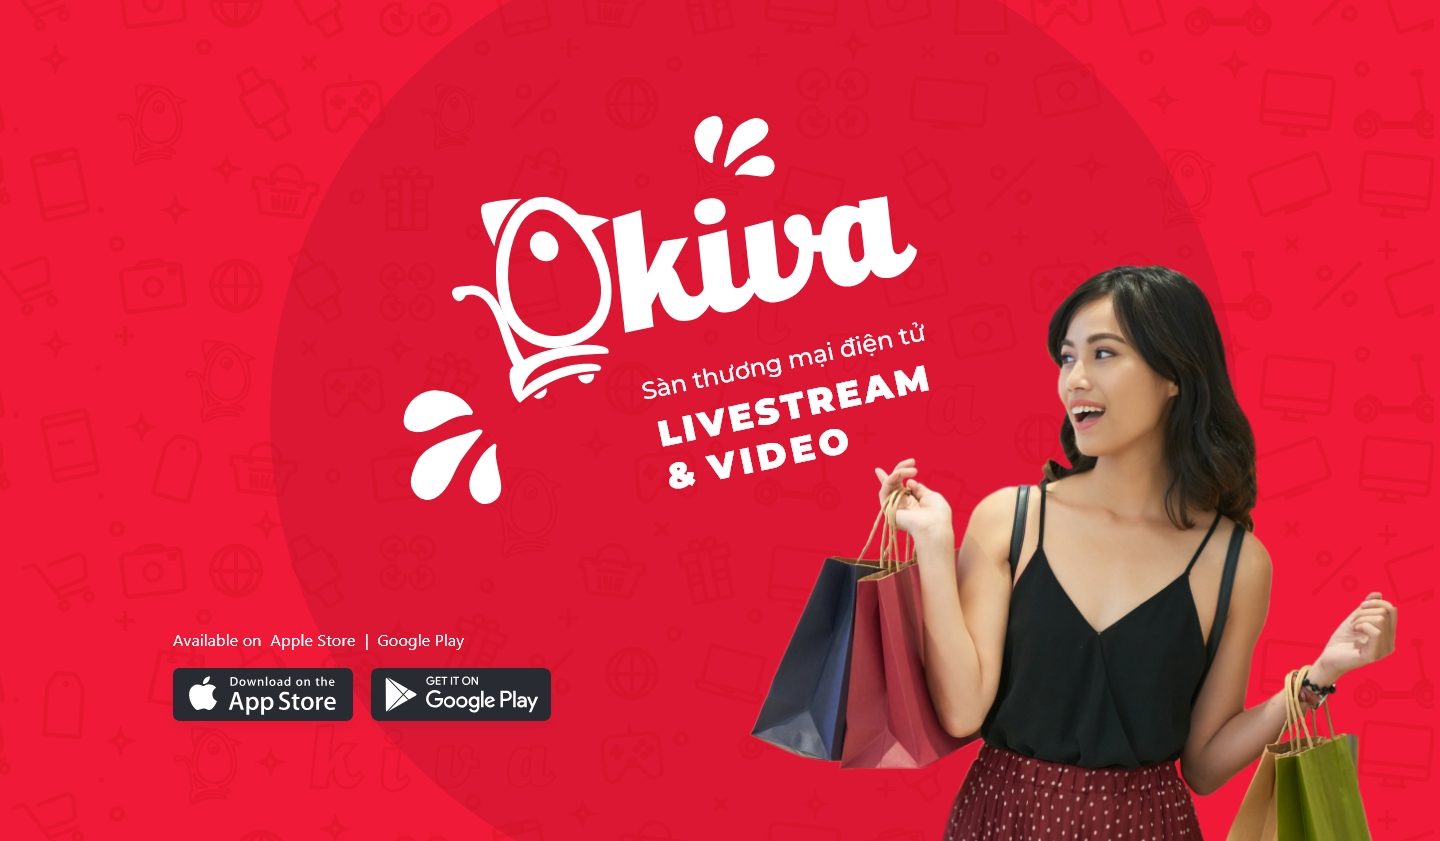 Okiva
Sàn thương mại điện tử
LIVESTREAM
& VIDEO
Available on Apple Store | Google Play
Download on the
App Store
GET IT ON
Google Play
kiva